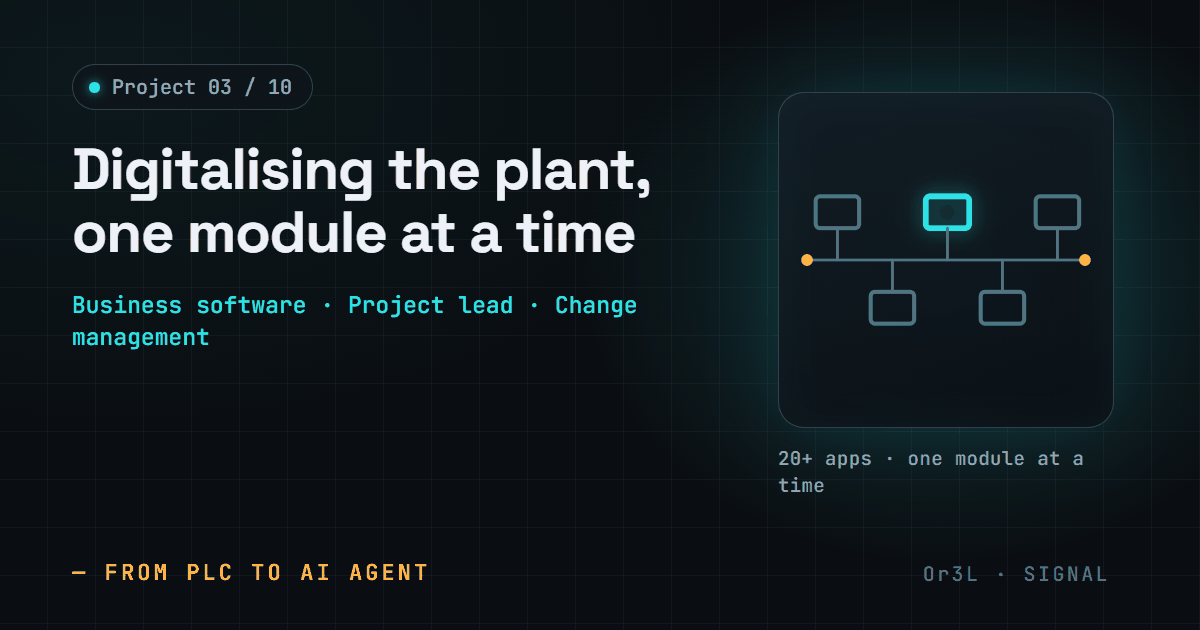 Project 03 / 10
Digitalising the plant,
one module at a time
Business software · Project lead · Change
management
20+ apps · one module at a
time
— FROM PLC TO AI AGENT
Or3L · SIGNAL